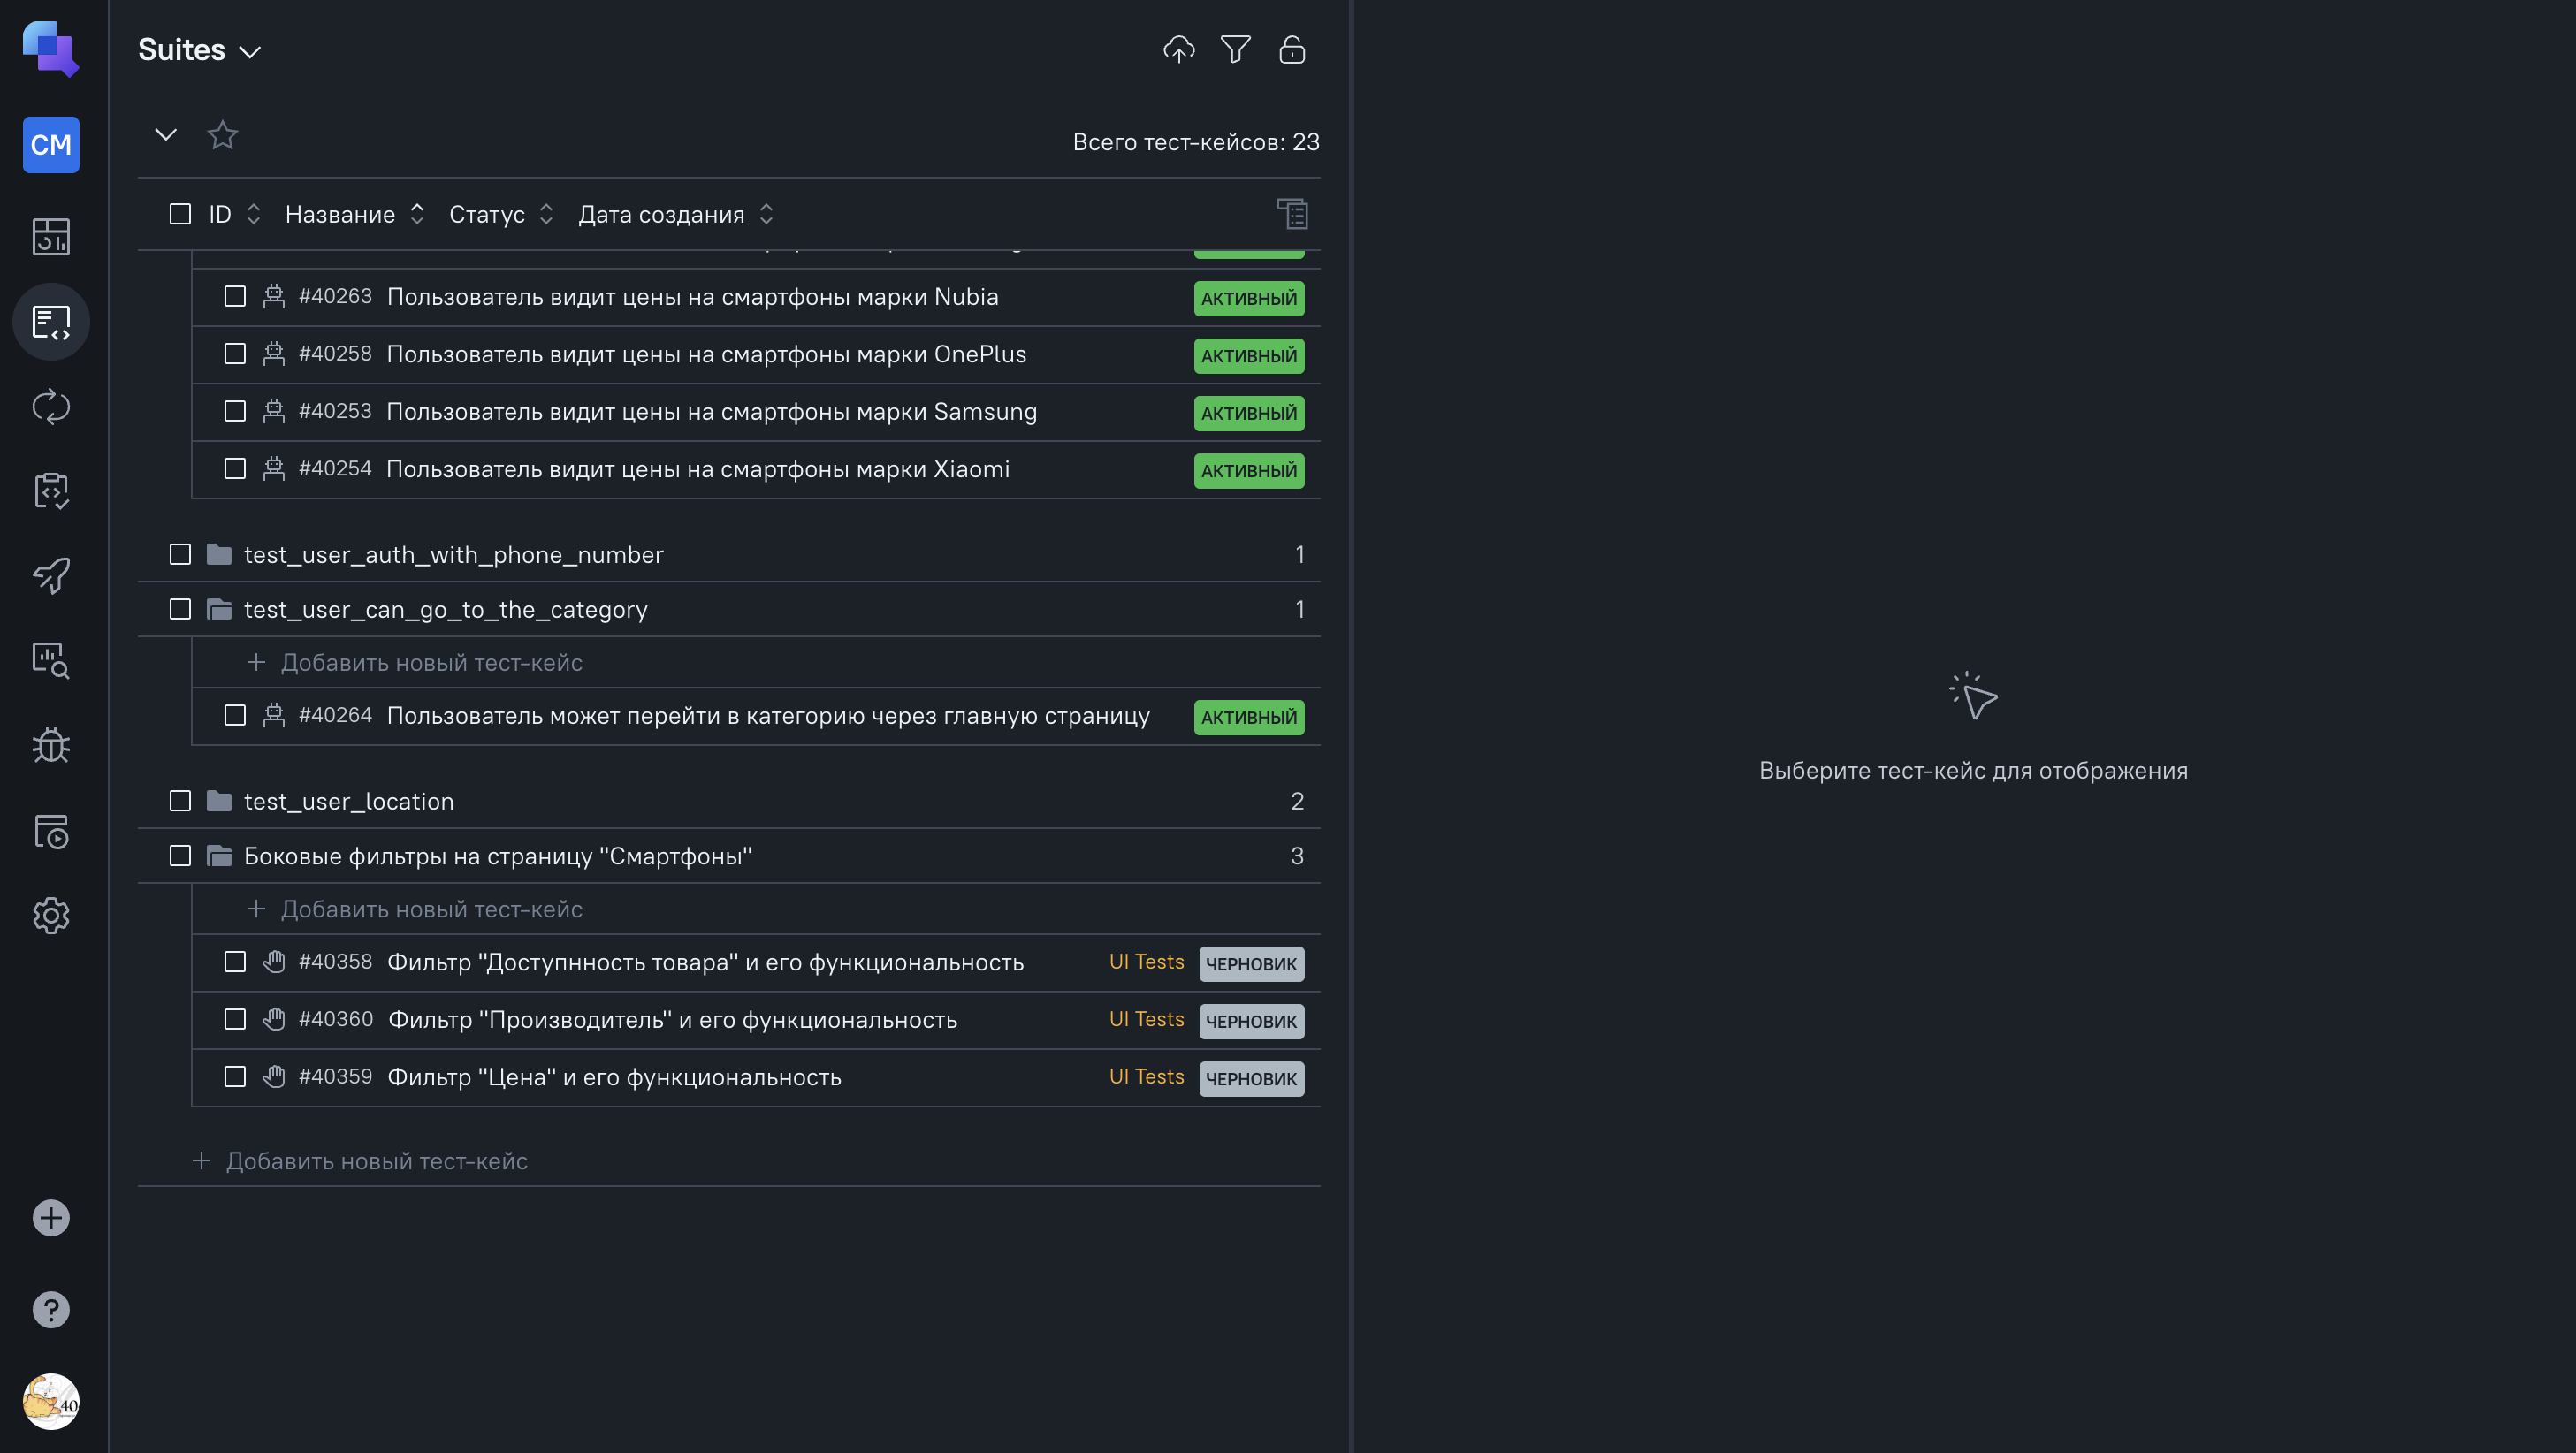 Suites
CM
Всего тест-кейсов: 23
ID Название Статус Дата создания
#40263 Пользователь видит цены на смартфоны марки Nubia АКТИВНЫЙ
#40258 Пользователь видит цены на смартфоны марки OnePlus АКТИВНЫЙ
#40253 Пользователь видит цены на смартфоны марки Samsung АКТИВНЫЙ
#40254 Пользователь видит цены на смартфоны марки Xiaomi АКТИВНЫЙ
test_user_auth_with_phone_number 1
test_user_can_go_to_the_category 1
+ Добавить новый тест-кейс
#40264 Пользователь может перейти в категорию через главную страницу АКТИВНЫЙ
Выберите тест-кейс для отображения
test_user_location 2
Боковые фильтры на страницу "Смартфоны" 3
+ Добавить новый тест-кейс
#40358 Фильтр "Доступнность товара" и его функциональность UI Tests ЧЕРНОВИК
#40360 Фильтр "Производитель" и его функциональность UI Tests ЧЕРНОВИК
#40359 Фильтр "Цена" и его функциональность UI Tests ЧЕРНОВИК
+ Добавить новый тест-кейс
40